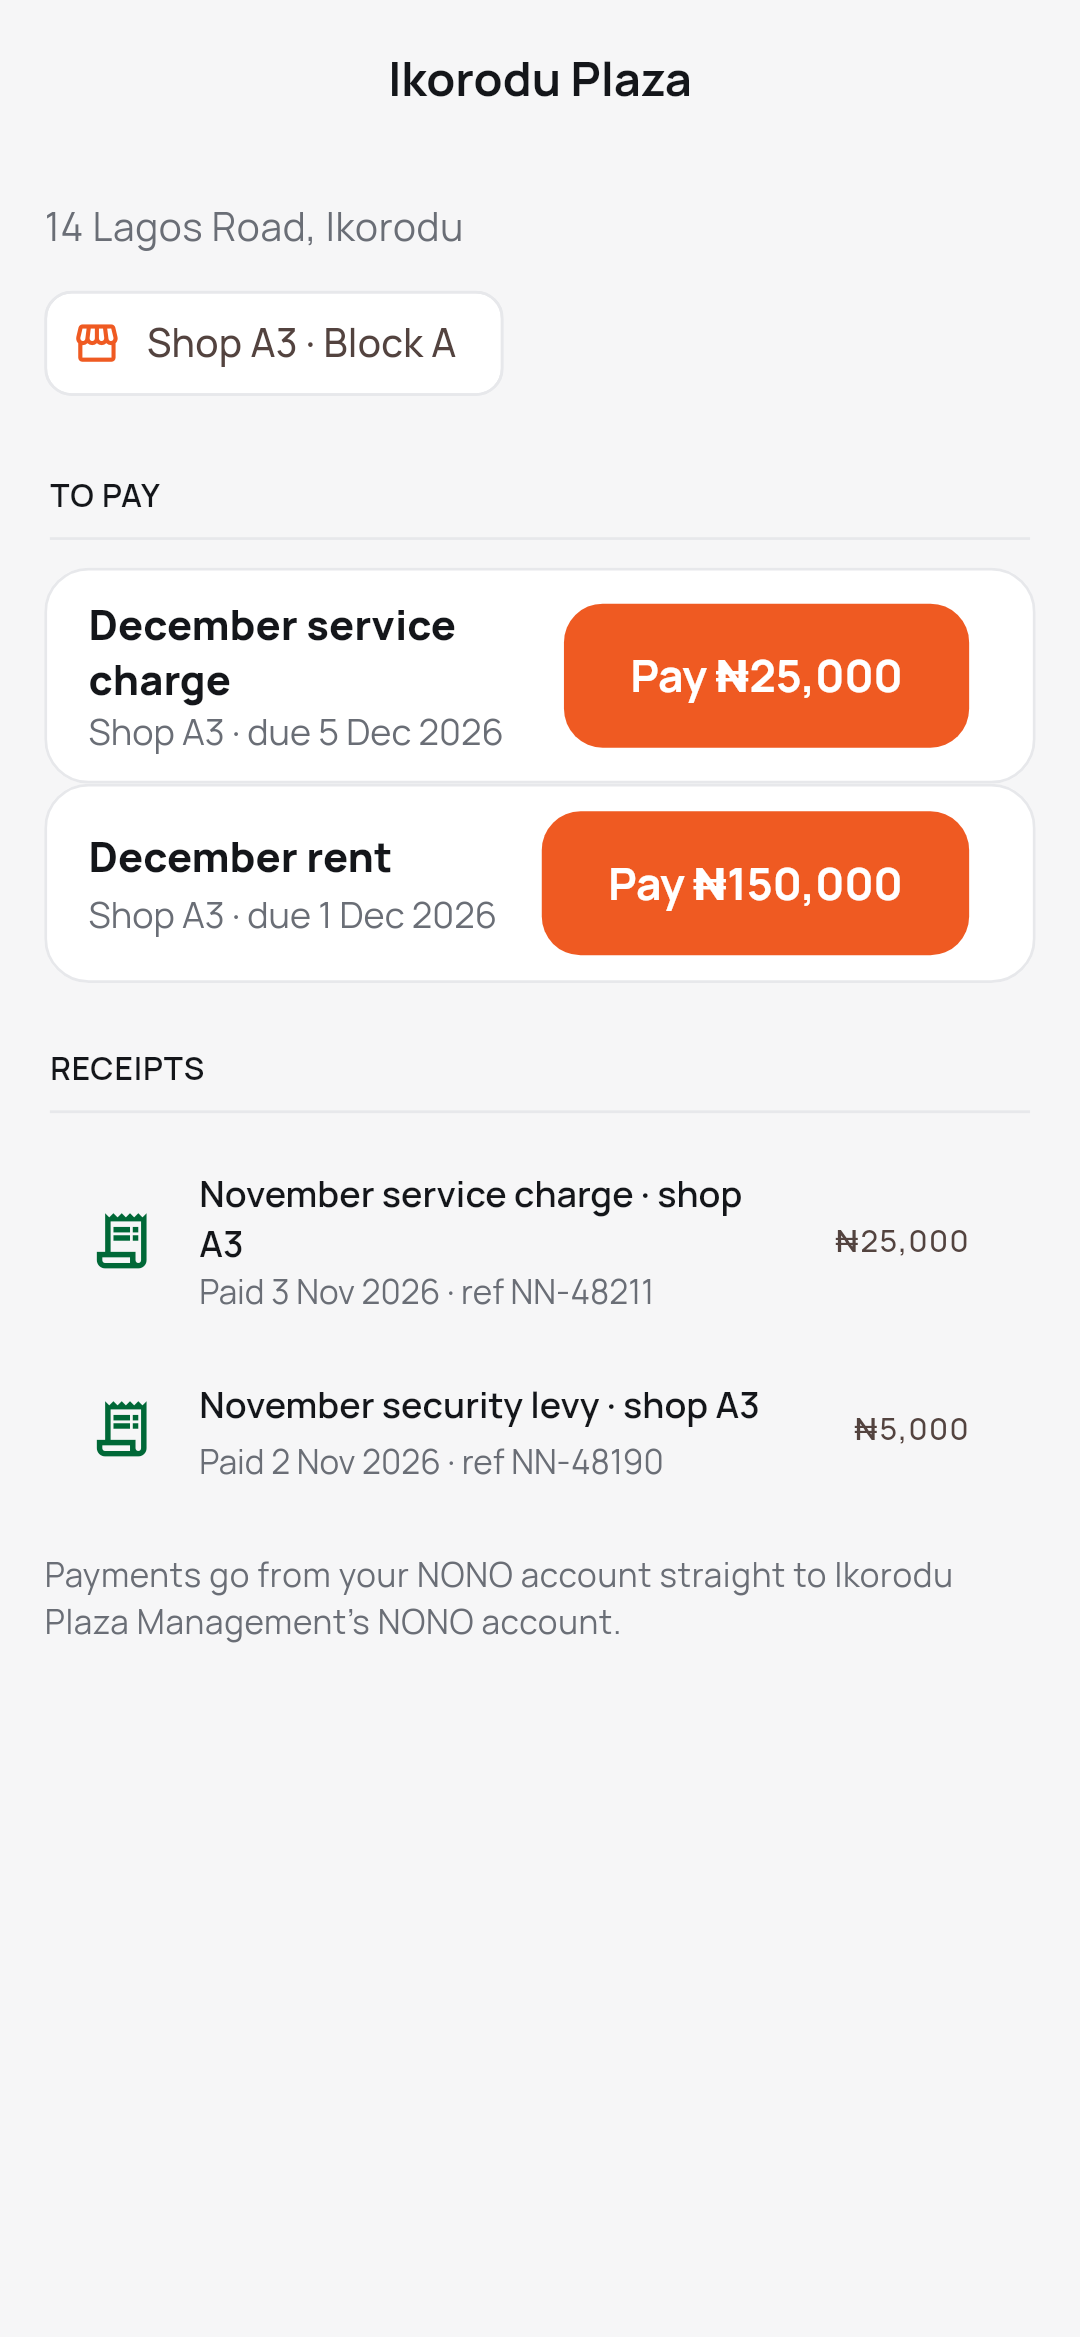 Ikorodu Plaza
14 Lagos Road, Ikorodu
Shop A3 · Block A
TO PAY
December service
charge
Shop A3 · due 5 Dec 2026
Pay ₦25,000
December rent
Shop A3 · due 1 Dec 2026
Pay ₦150,000
RECEIPTS
November service charge · shop
A3
Paid 3 Nov 2026 · ref NN-48211
₦25,000
November security levy · shop A3
Paid 2 Nov 2026 · ref NN-48190
₦5,000
Payments go from your NONO account straight to Ikorodu
Plaza Management’s NONO account.